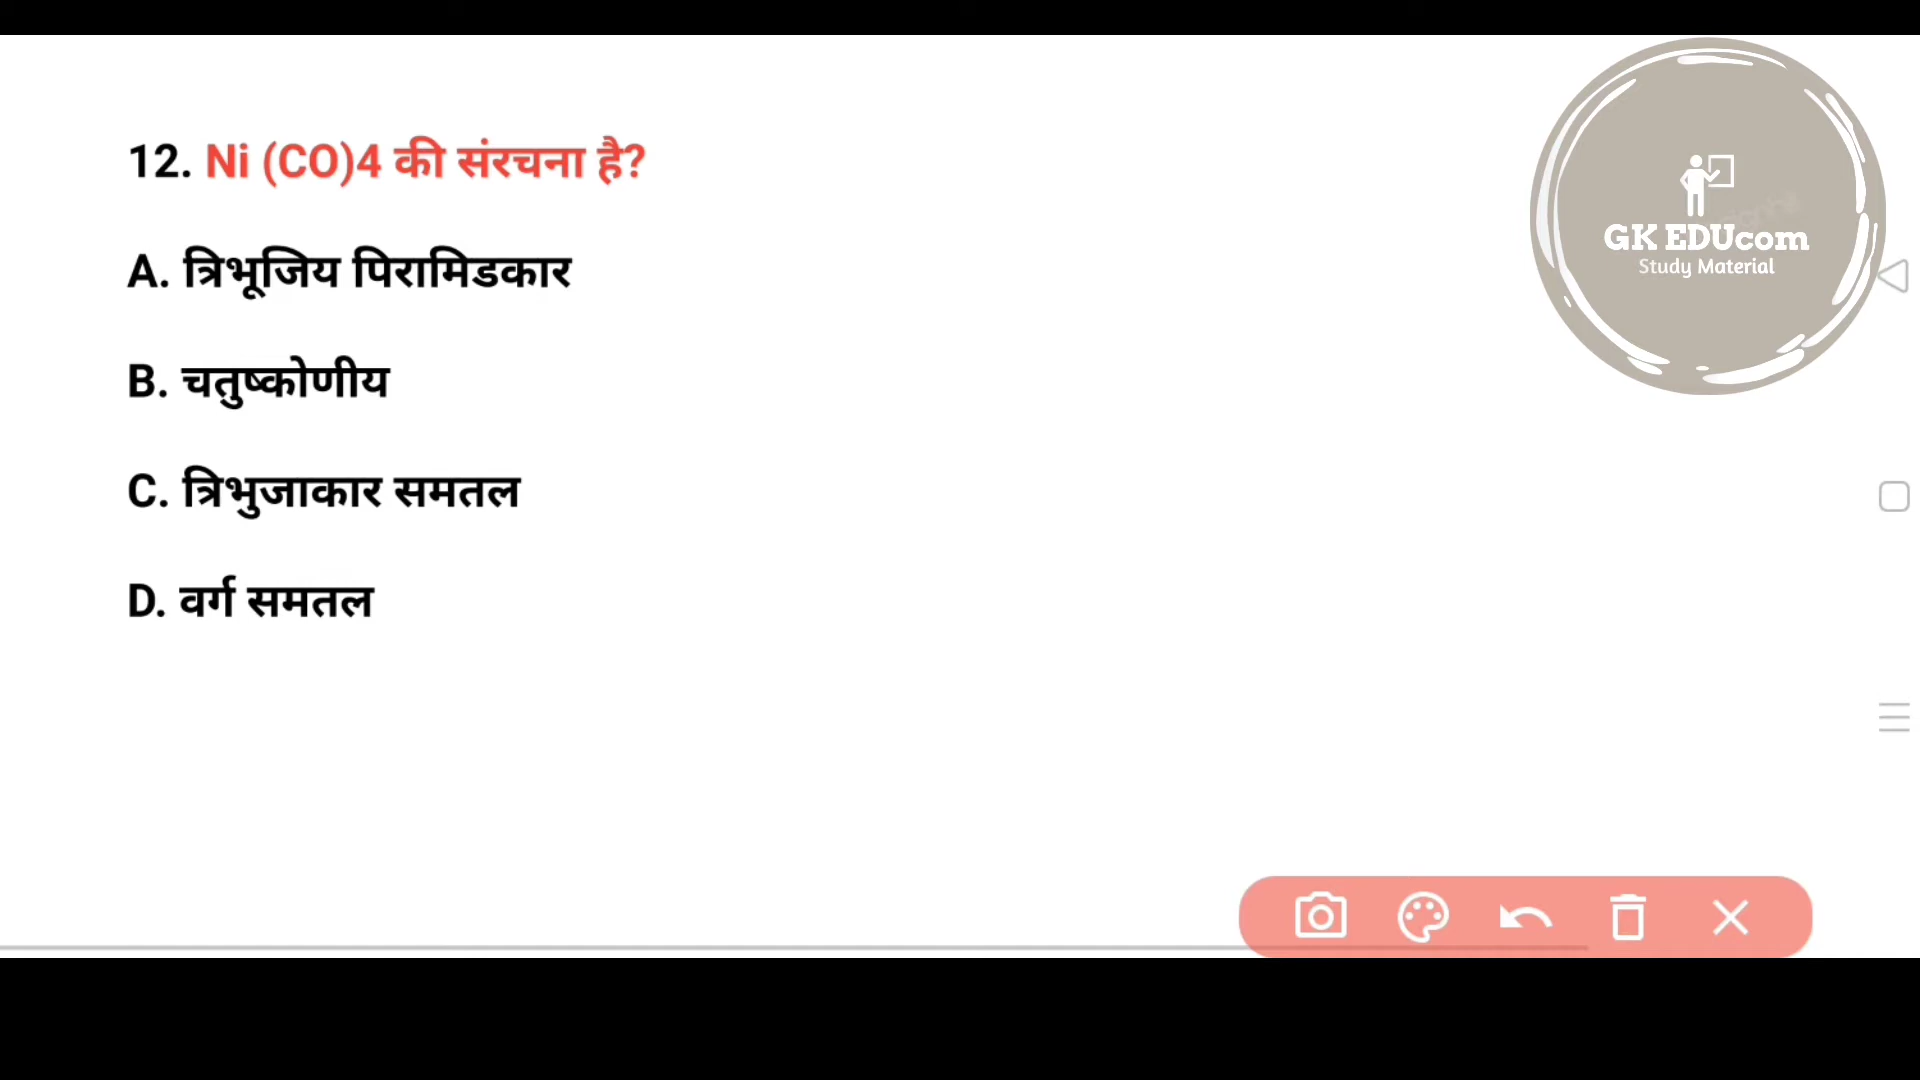 12. Ni (CO)4 की संरचना है?
A. त्रिभूजिय पिरामिडकार
B. चतुष्कोणीय
C. त्रिभुजाकार समतल
D. वर्ग समतल
GK EDUcom
Study Material